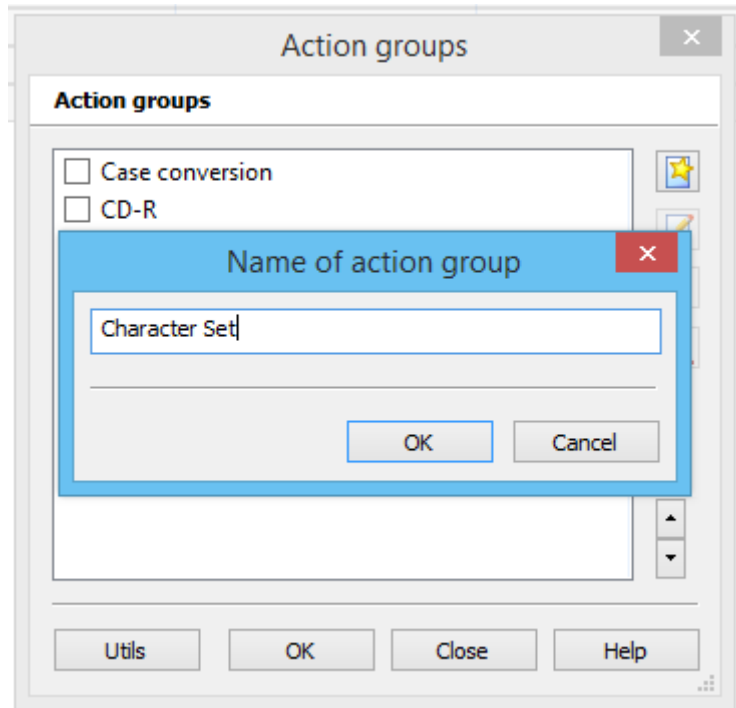 Action groups
Action groups
Case conversion
CD-R
Name of action group
Character Set
OK Cancel
Utils OK Close Help